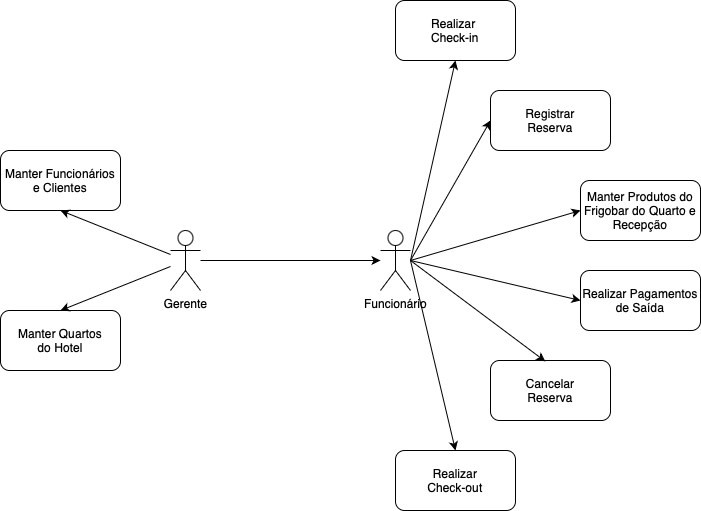 Realizar
Check-in
Registrar
Reserva
Manter Funcionários
e Clientes
Manter Produtos do
Frigobar do Quarto e
Recepção
Gerente
Funcionário
Realizar Pagamentos
de Saída
Manter Quartos
do Hotel
Cancelar
Reserva
Realizar
Check-out